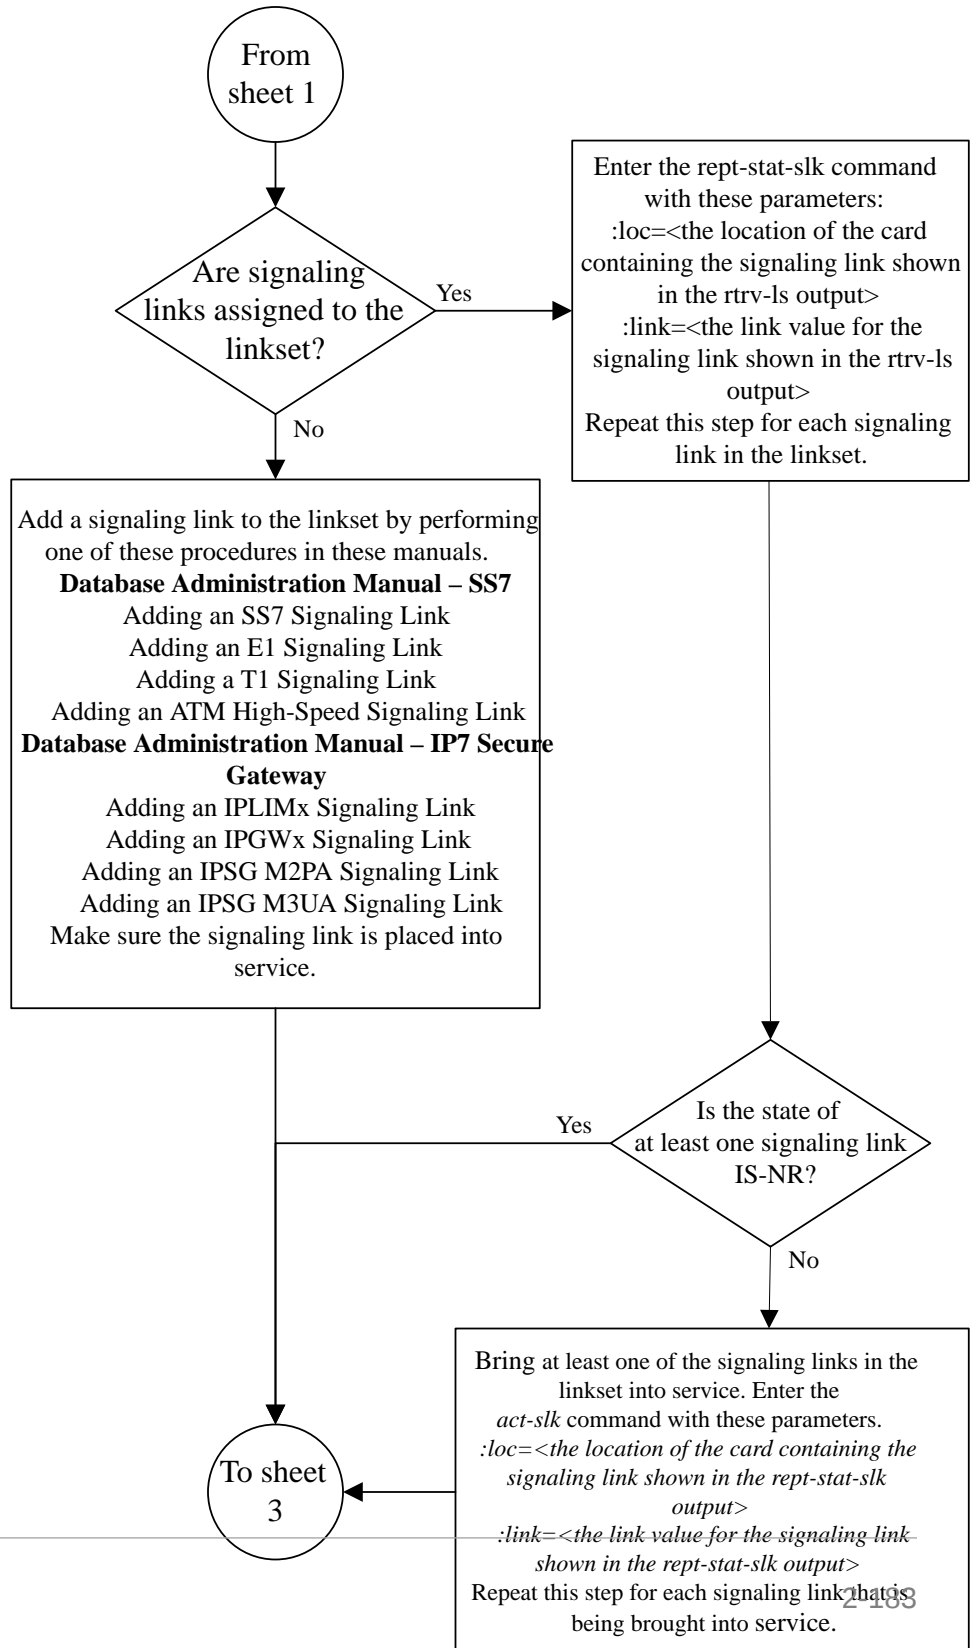 From
sheet 1
Are signaling
links assigned to the
linkset?
Yes
No
Enter the rept-stat-slk command
with these parameters:
:loc=<the location of the card
containing the signaling link shown
in the rtrv-ls output>
:link=<the link value for the
signaling link shown in the rtrv-ls
output>
Repeat this step for each signaling
link in the linkset.
Add a signaling link to the linkset by performing
one of these procedures in these manuals.
Database Administration Manual – SS7
Adding an SS7 Signaling Link
Adding an E1 Signaling Link
Adding a T1 Signaling Link
Adding an ATM High-Speed Signaling Link
Database Administration Manual – IP7 Secure
Gateway
Adding an IPLIMx Signaling Link
Adding an IPGWx Signaling Link
Adding an IPSG M2PA Signaling Link
Adding an IPSG M3UA Signaling Link
Make sure the signaling link is placed into
service.
Is the state of
at least one signaling link
IS-NR?
Yes
No
Bring at least one of the signaling links in the
linkset into service. Enter the
act-slk command with these parameters.
:loc=<the location of the card containing the
signaling link shown in the rept-stat-slk
output>
:link=<the link value for the signaling link
shown in the rept-stat-slk output>
Repeat this step for each signaling link that is
being brought into service.
To sheet
3
2-183